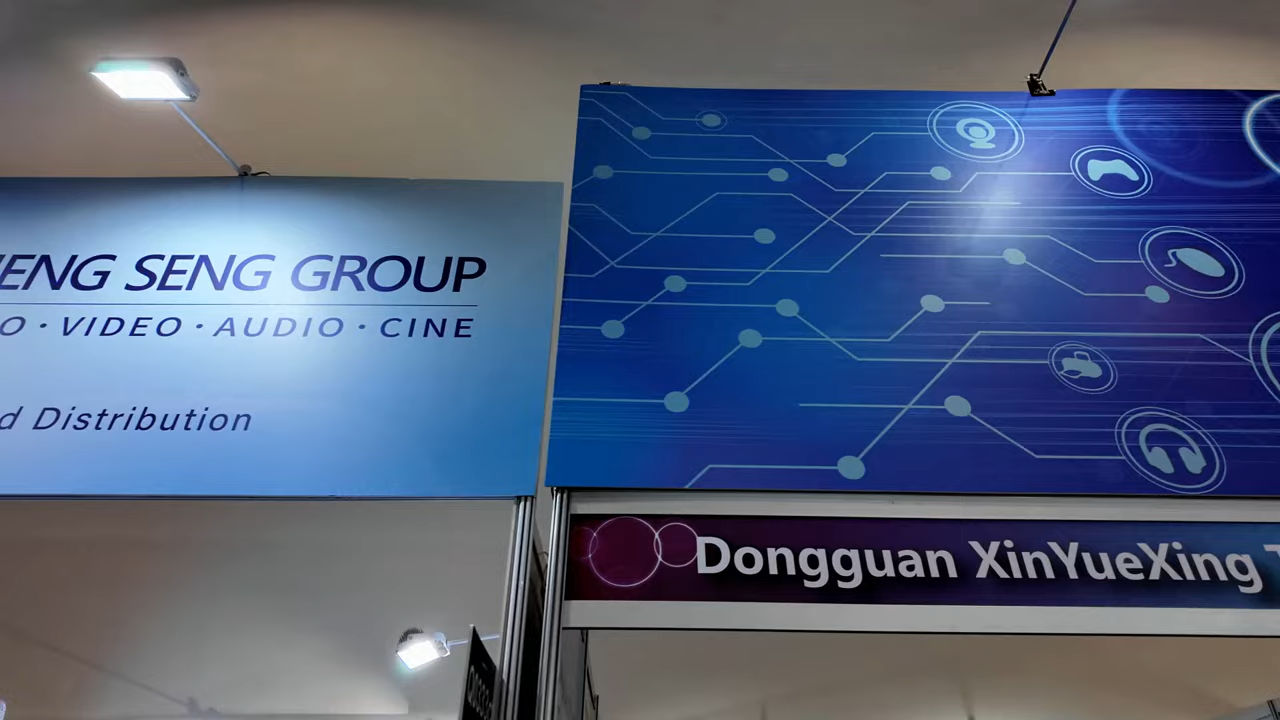 ENG SENG GROUP
O · VIDEO · AUDIO · CINE
d Distribution
Dongguan XinYueXing